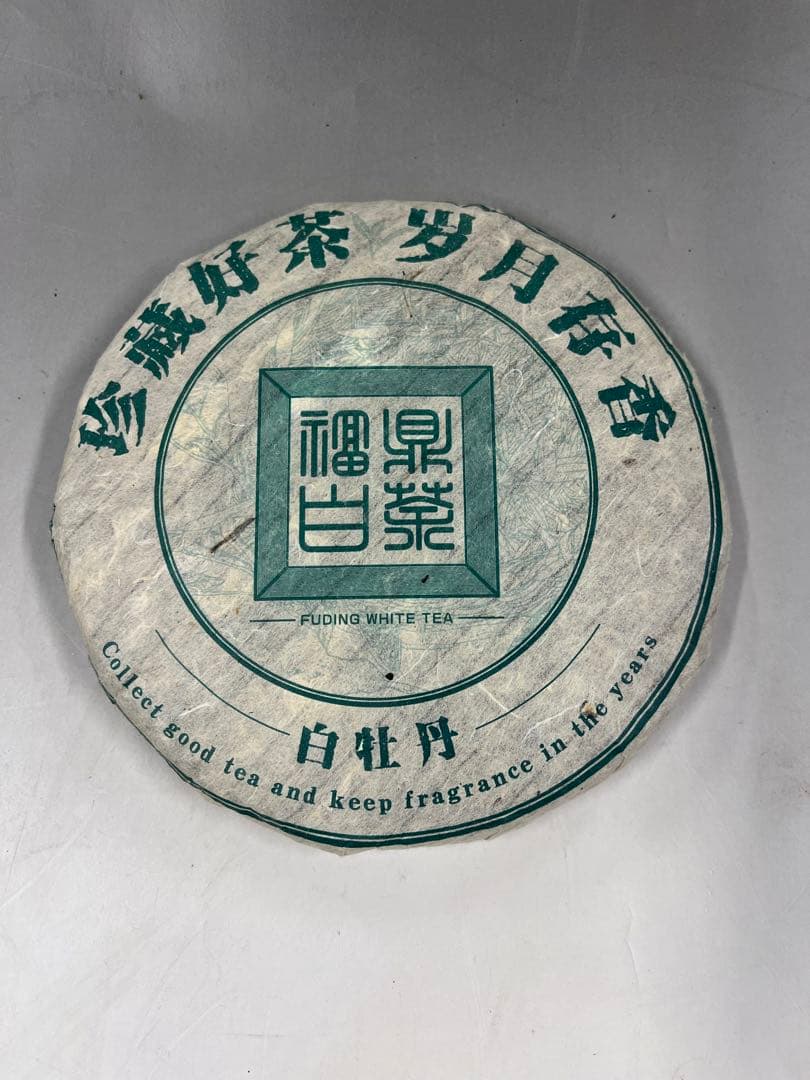 珍藏好茶 岁月存香
福鼎
白茶
FUDING WHITE TEA
白牡丹
Collect good tea and keep fragrance in the years